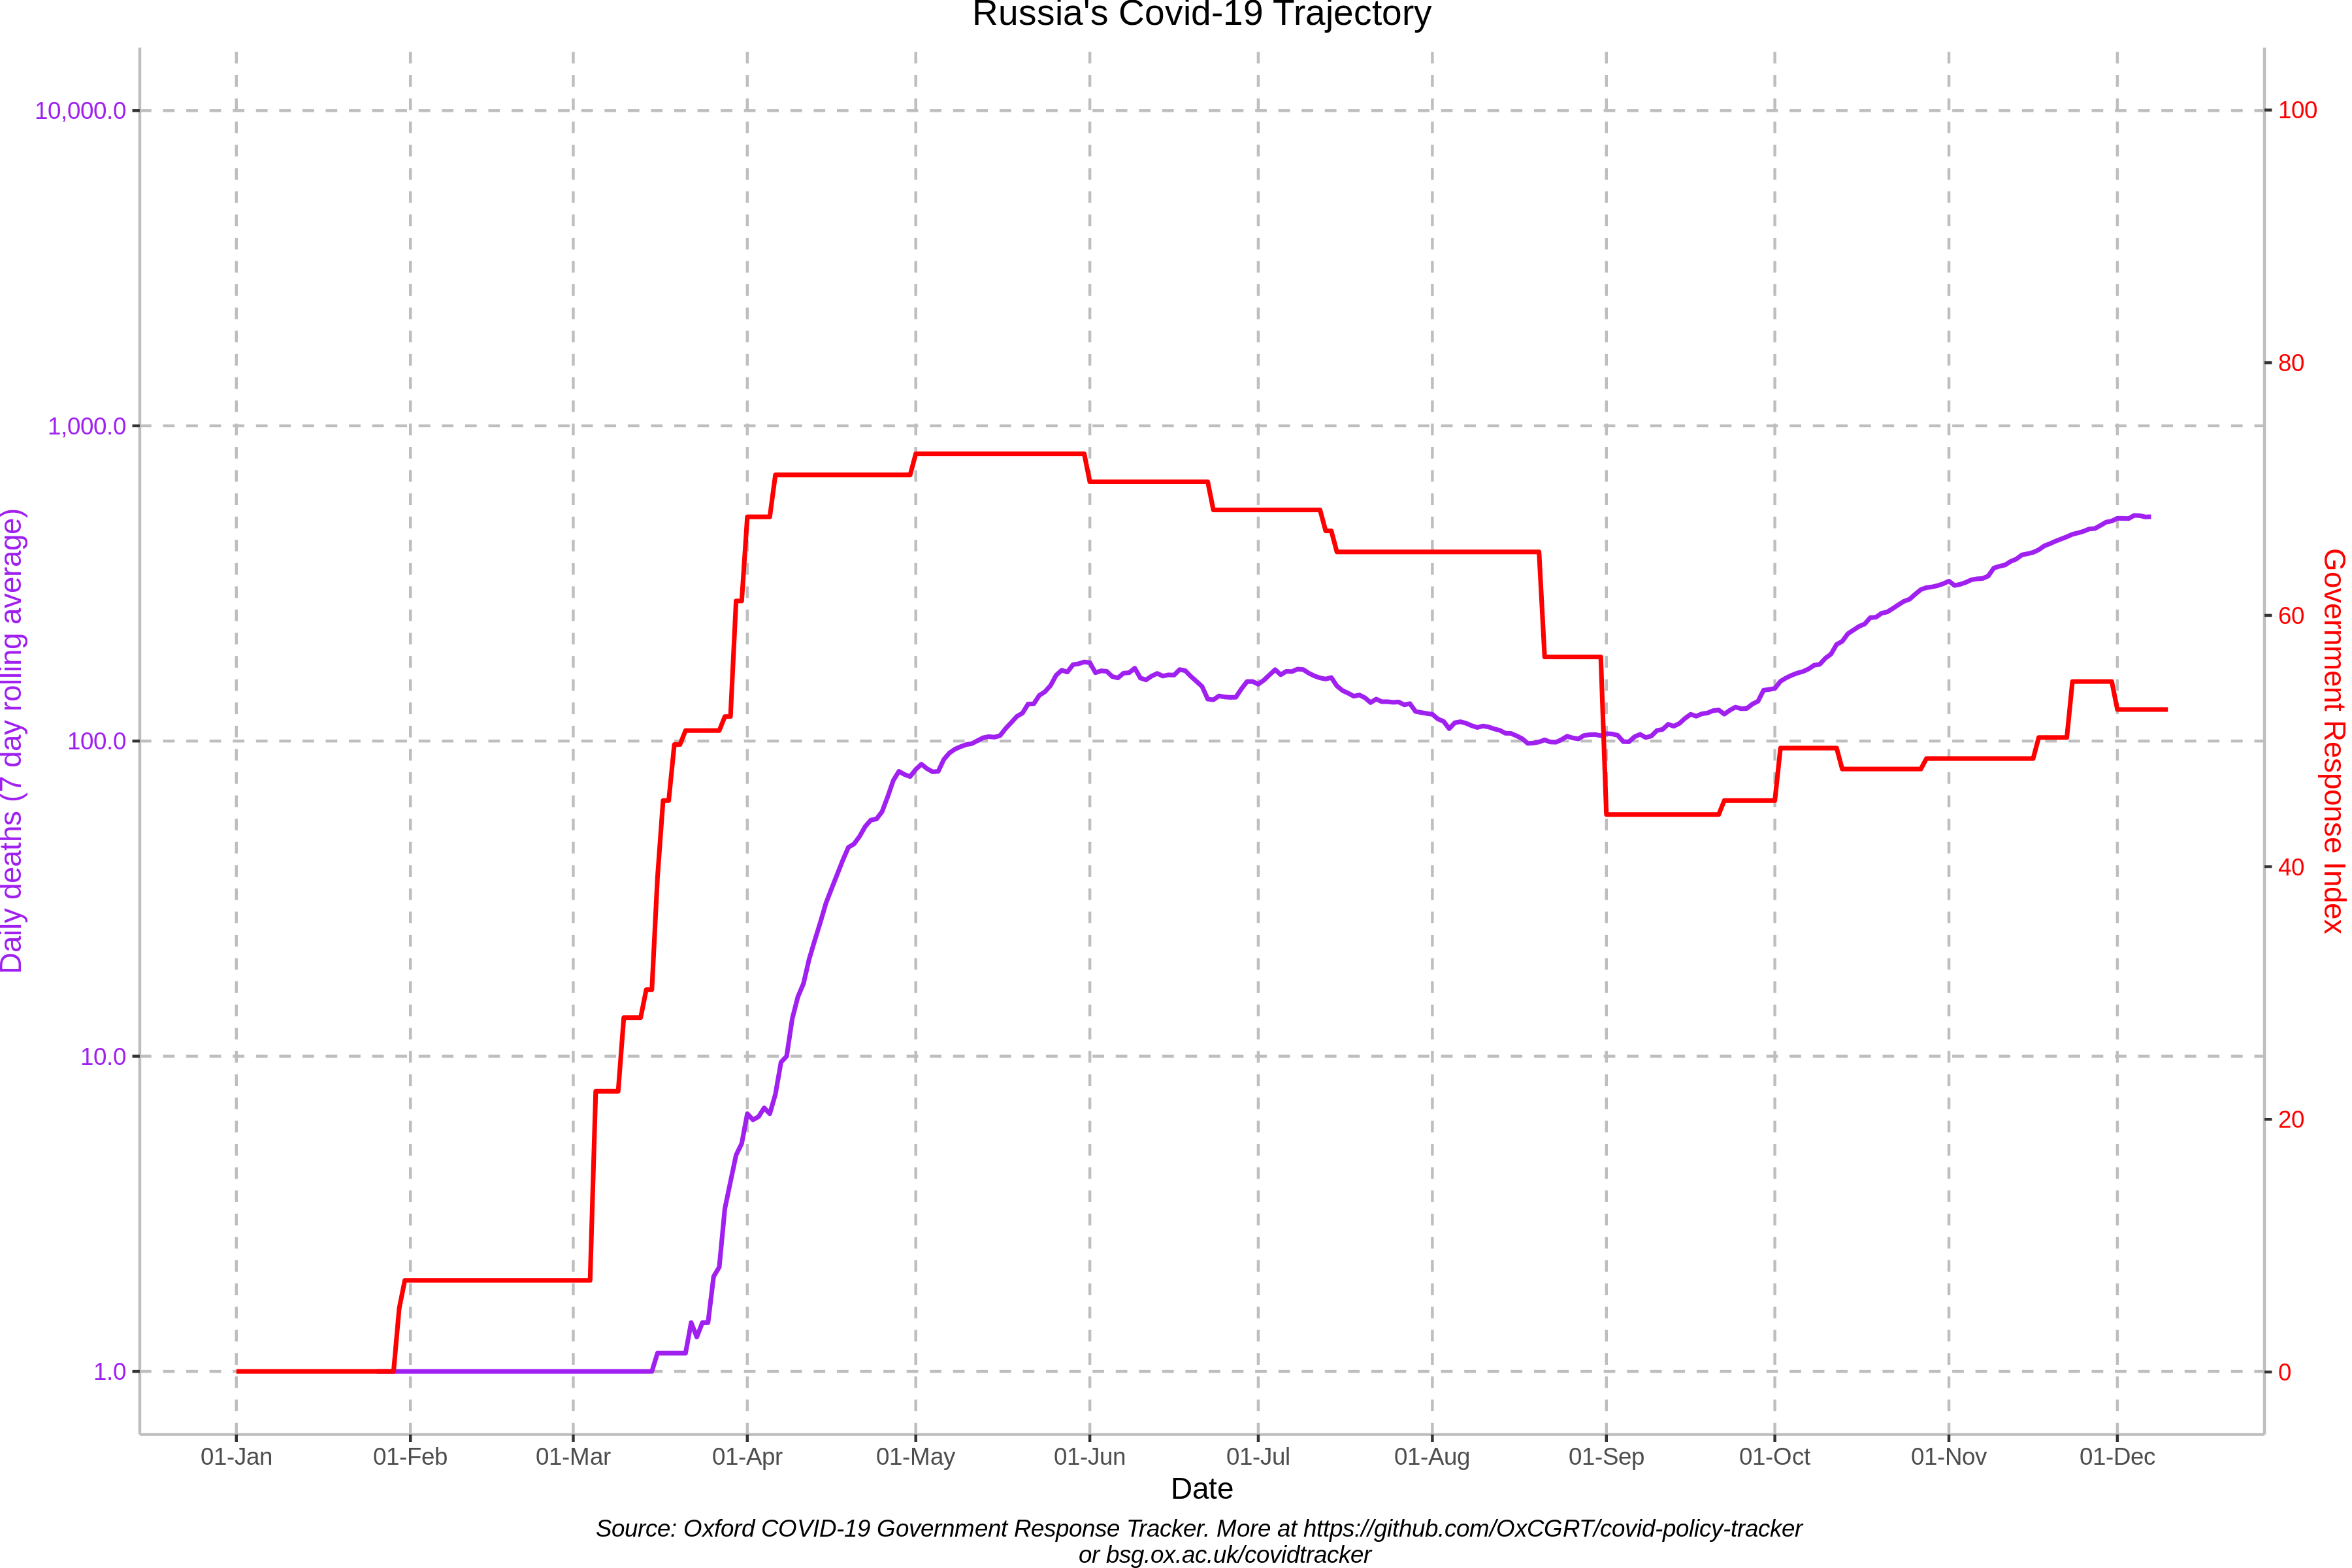 Russia's Covid-19 Trajectory
10,000.0
1,000.0
100.0
10.0
1.0
Daily deaths (7 day rolling average)
100
80
60
40
20
0
Government Response Index
01-Jan
01-Feb
01-Mar
01-Apr
01-May
01-Jun
01-Jul
01-Aug
01-Sep
01-Oct
01-Nov
01-Dec
Date
Source: Oxford COVID-19 Government Response Tracker. More at https://github.com/OxCGRT/covid-policy-tracker
or bsg.ox.ac.uk/covidtracker